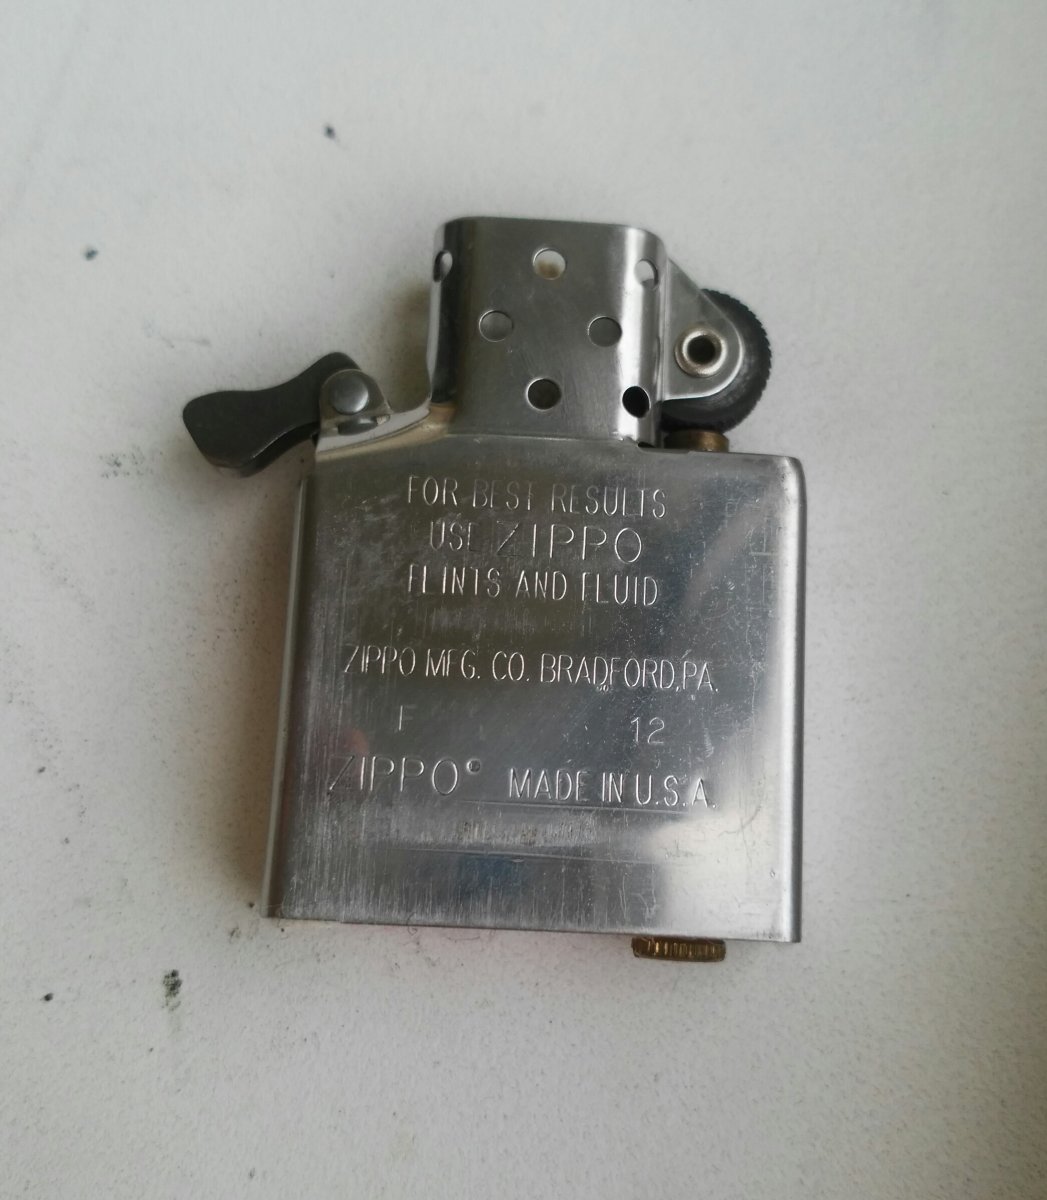 FOR BEST RESULTS
USE ZIPPO
FLINTS AND FLUID
ZIPPO MFG. CO. BRADFORD, PA.
F 12
ZIPPO® MADE IN U.S.A.